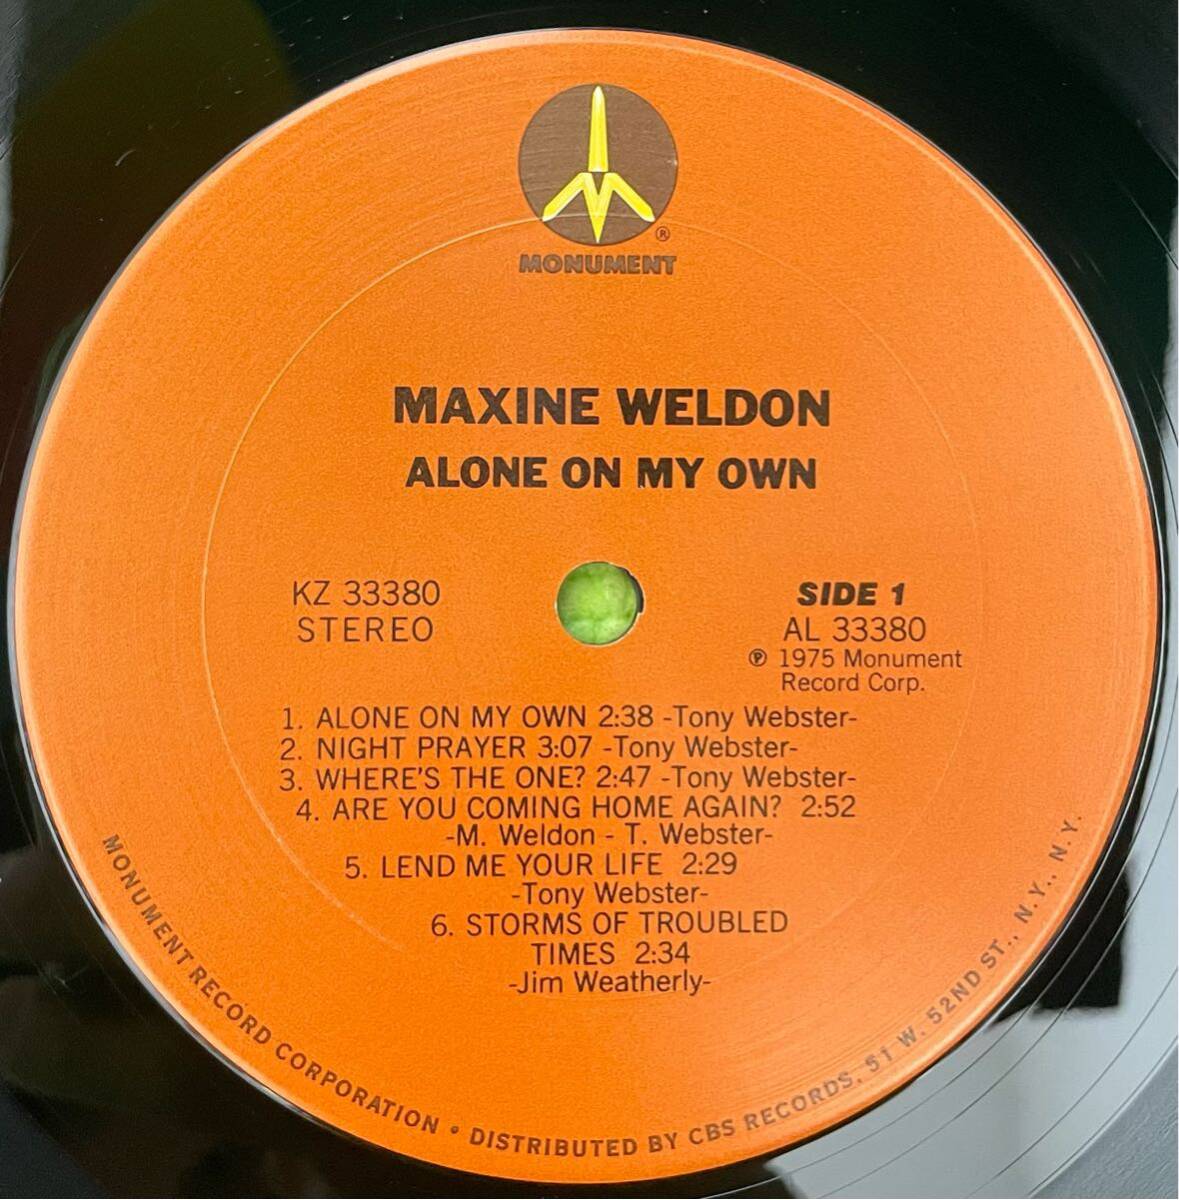 ®
MONUMENT
MAXINE WELDON
ALONE ON MY OWN
KZ 33380
STEREO
SIDE 1
AL 33380
℗ 1975 Monument
Record Corp.
1. ALONE ON MY OWN 2:38 -Tony Webster-
2. NIGHT PRAYER 3:07 -Tony Webster-
3. WHERE'S THE ONE? 2:47 -Tony Webster-
4. ARE YOU COMING HOME AGAIN? 2:52
-M. Weldon - T. Webster-
5. LEND ME YOUR LIFE 2:29
-Tony Webster-
6. STORMS OF TROUBLED
TIMES 2:34
-Jim Weatherly-
MONUMENT RECORD CORPORATION • DISTRIBUTED BY CBS RECORDS, 51 W. 52ND ST., N.Y., N.Y.